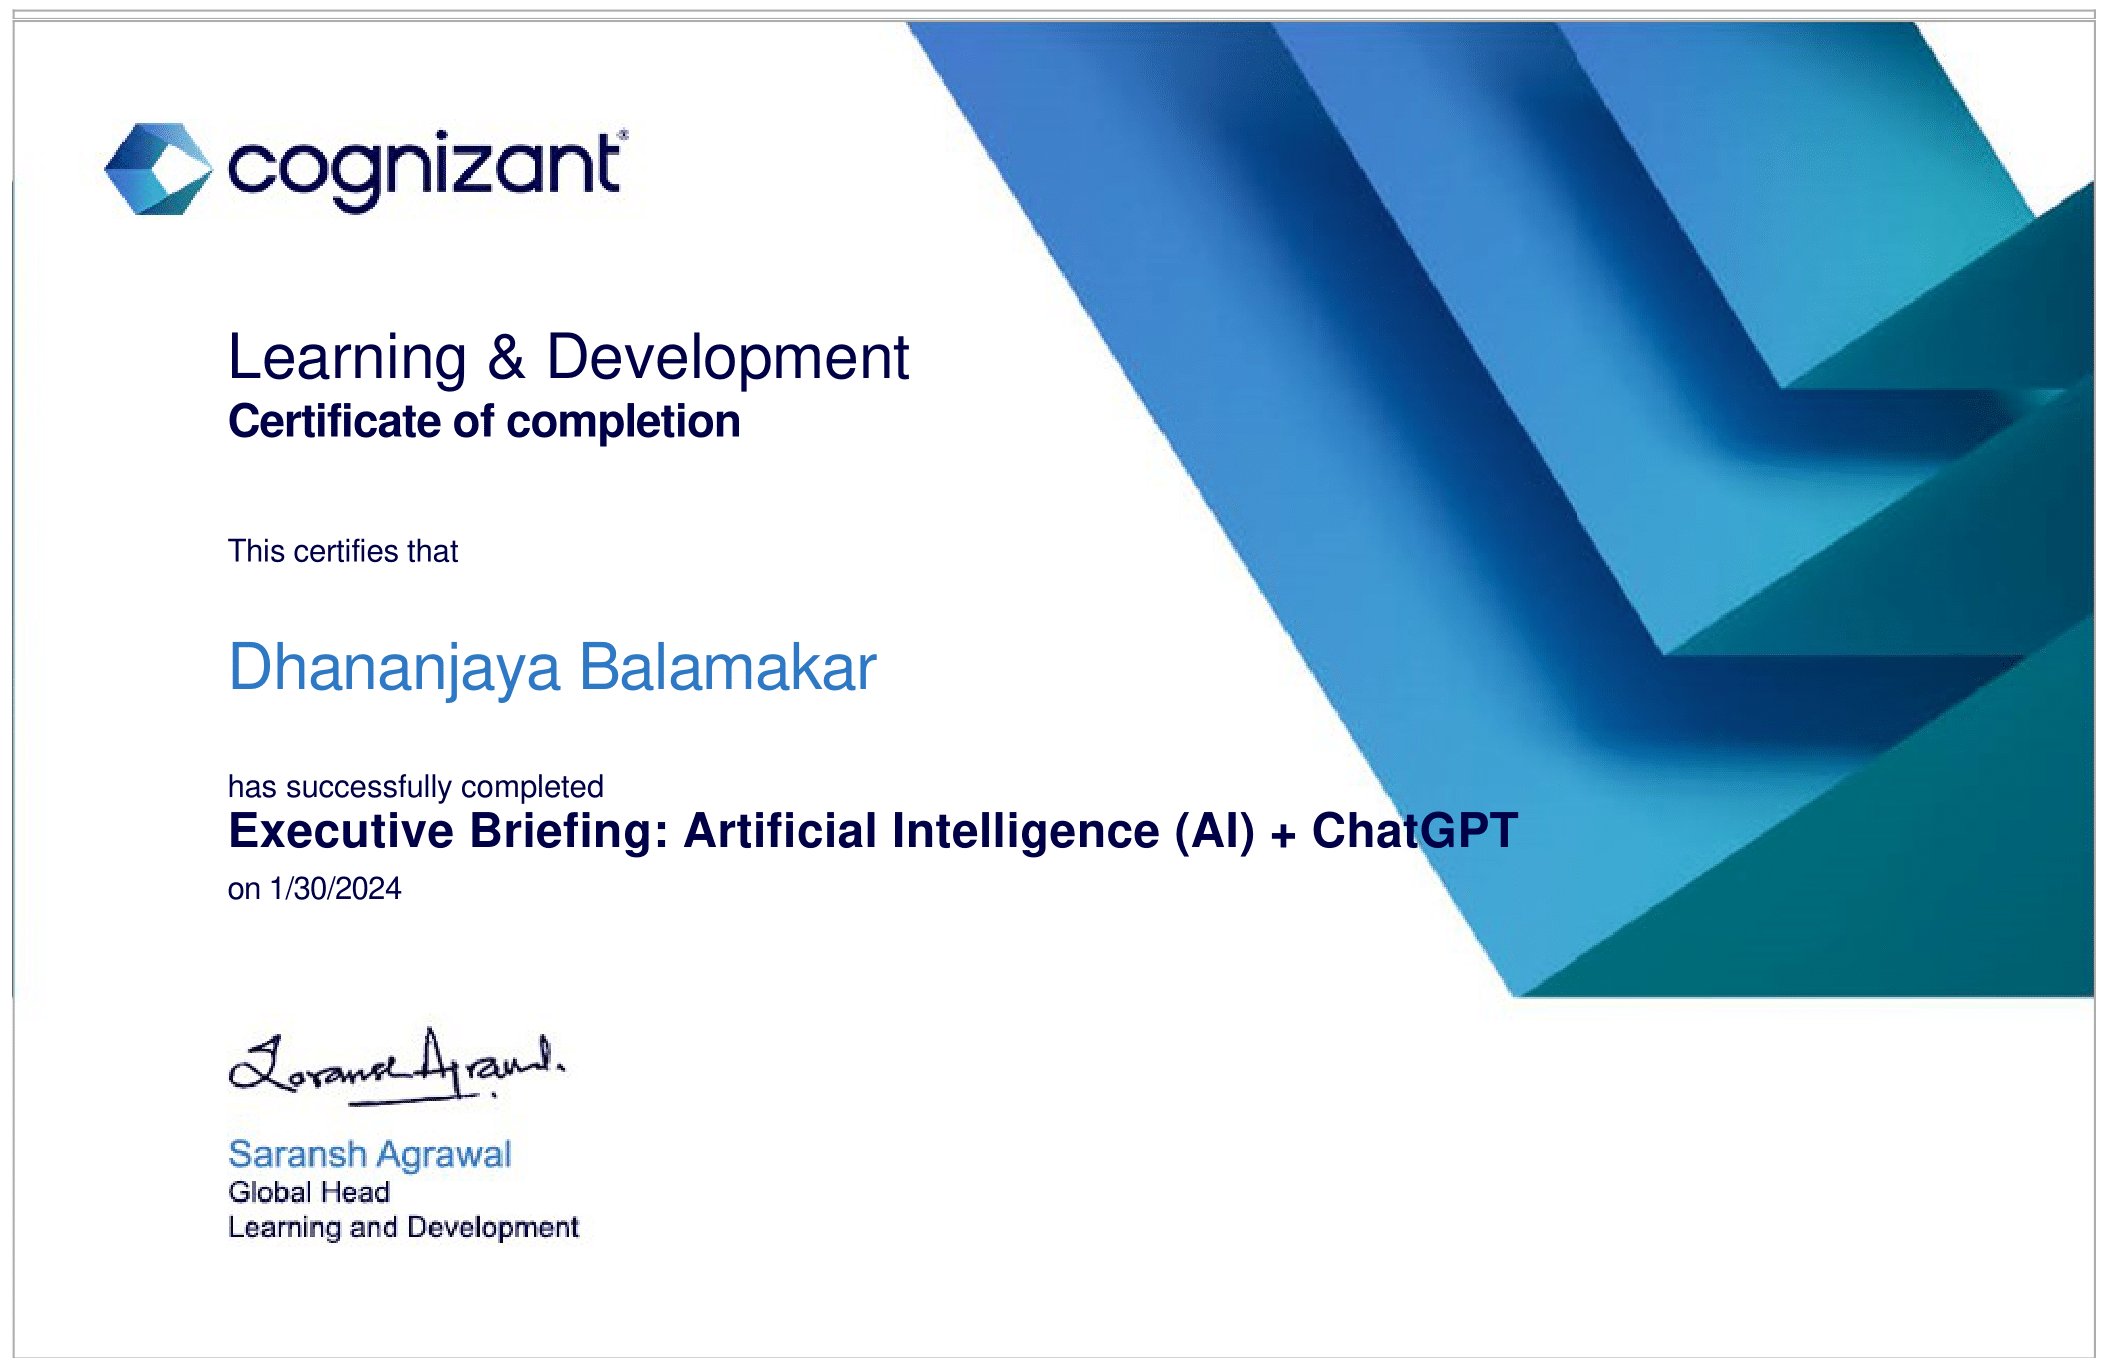 cognizant®
Learning & Development
Certificate of completion
This certifies that
Dhananjaya Balamakar
has successfully completed
Executive Briefing: Artificial Intelligence (AI) + ChatGPT
on 1/30/2024
Saransh Agrawal
Saransh Agrawal
Global Head
Learning and Development